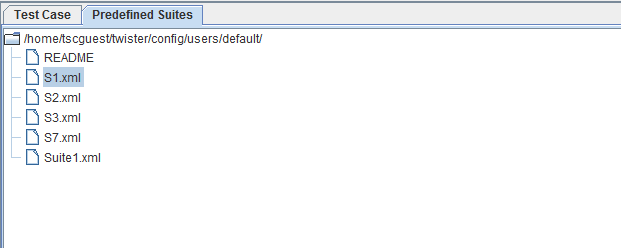 Test Case Predefined Suites
/home/tscguest/twister/config/users/default/
README
S1.xml
S2.xml
S3.xml
S7.xml
Suite1.xml